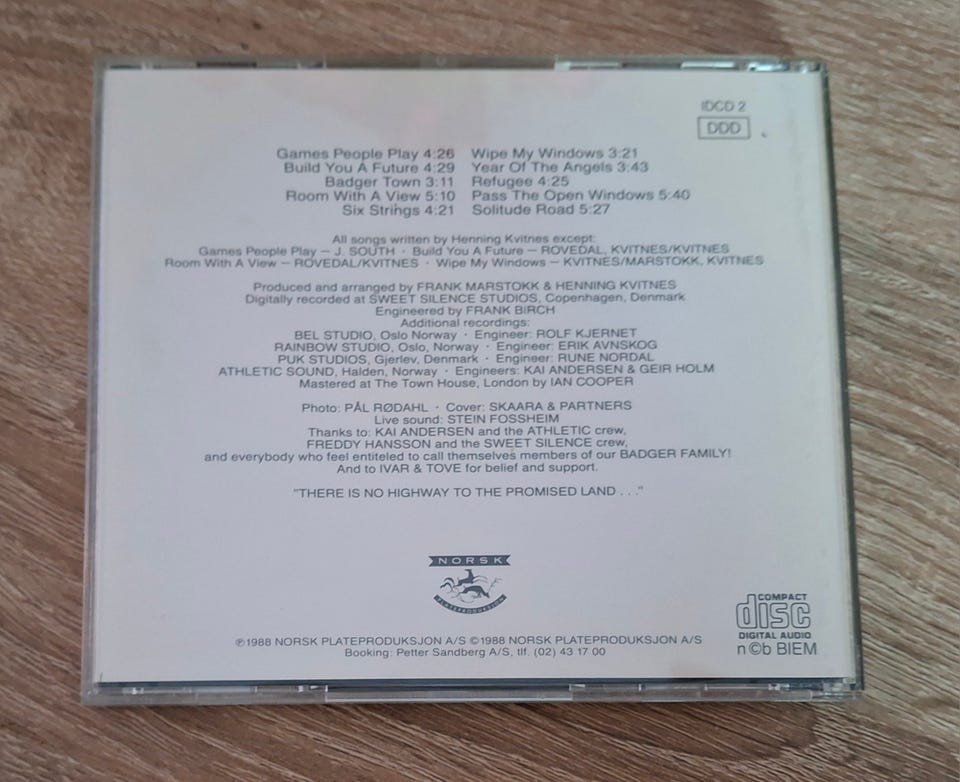 IDCD 2
DDD
Games People Play 4:26 Wipe My Windows 3:21
Build You A Future 4:29 Year Of The Angels 3:43
Badger Town 3:11 Refugee 4:25
Room With A View 5:10 Pass The Open Windows 5:40
Six Strings 4:21 Solitude Road 5:27
All songs written by Henning Kvitnes except:
Games People Play – J. SOUTH · Build You A Future – ROVEDAL, KVITNES/KVITNES
Room With A View – ROVEDAL/KVITNES · Wipe My Windows – KVITNES/MARSTOKK, KVITNES
Produced and arranged by FRANK MARSTOKK & HENNING KVITNES
Digitally recorded at SWEET SILENCE STUDIOS, Copenhagen, Denmark
Engineered by FRANK BIRCH
Additional recordings:
BEL STUDIO, Oslo Norway · Engineer: ROLF KJERNET
RAINBOW STUDIO, Oslo, Norway · Engineer: ERIK AVNSKOG
PUK STUDIOS, Gjerlev, Denmark · Engineer: RUNE NORDAL
ATHLETIC SOUND, Halden, Norway · Engineers: KAI ANDERSEN & GEIR HOLM
Mastered at The Town House, London by IAN COOPER
Photo: PÅL RØDAHL · Cover: SKAARA & PARTNERS
Live sound: STEIN FOSSHEIM
Thanks to: KAI ANDERSEN and the ATHLETIC crew,
FREDDY HANSSON and the SWEET SILENCE crew,
and everybody who feel entiteled to call themselves members of our BADGER FAMILY!
And to IVAR & TOVE for belief and support.
"THERE IS NO HIGHWAY TO THE PROMISED LAND . . ."
NORSK
PLATEPRODUKSJON
℗1988 NORSK PLATEPRODUKSJON A/S ©1988 NORSK PLATEPRODUKSJON A/S
Booking: Petter Sandberg A/S, tlf. (02) 43 17 00
COMPACT
disc
DIGITAL AUDIO
n©b BIEM